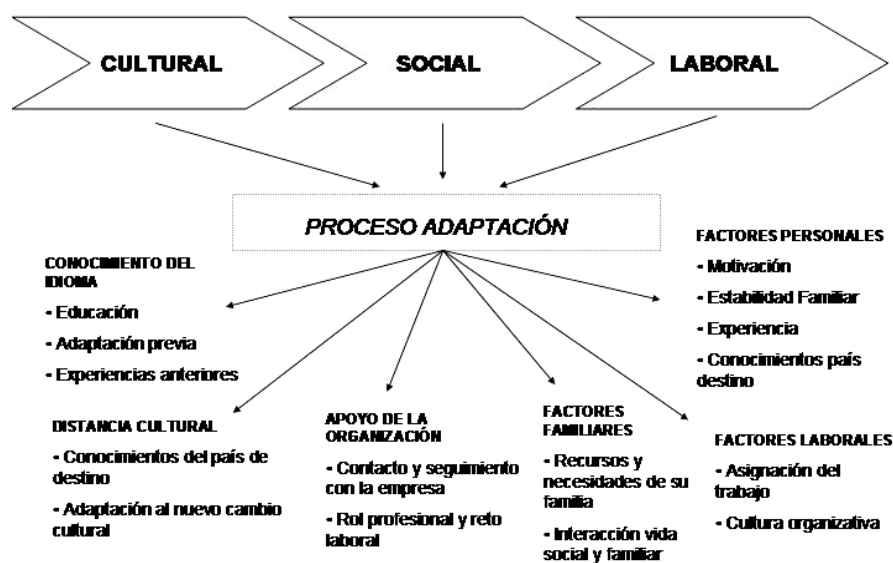 CULTURAL
SOCIAL
LABORAL
PROCESO ADAPTACIÓN
CONOCIMIENTO DEL
IDIOMA
- Educación
- Adaptación previa
- Experiencias anteriores
DISTANCIA CULTURAL
- Conocimientos del país de
destino
- Adaptación al nuevo cambio
cultural
APOYO DE LA
ORGANIZACIÓN
- Contacto y seguimiento
con la empresa
- Rol profesional y reto
laboral
FACTORES
FAMILIARES
- Recursos y
necesidades de su
familia
- Interacción vida
social y familiar
FACTORES PERSONALES
- Motivación
- Estabilidad Familiar
- Experiencia
- Conocimientos país
destino
FACTORES LABORALES
- Asignación del
trabajo
- Cultura organizativa